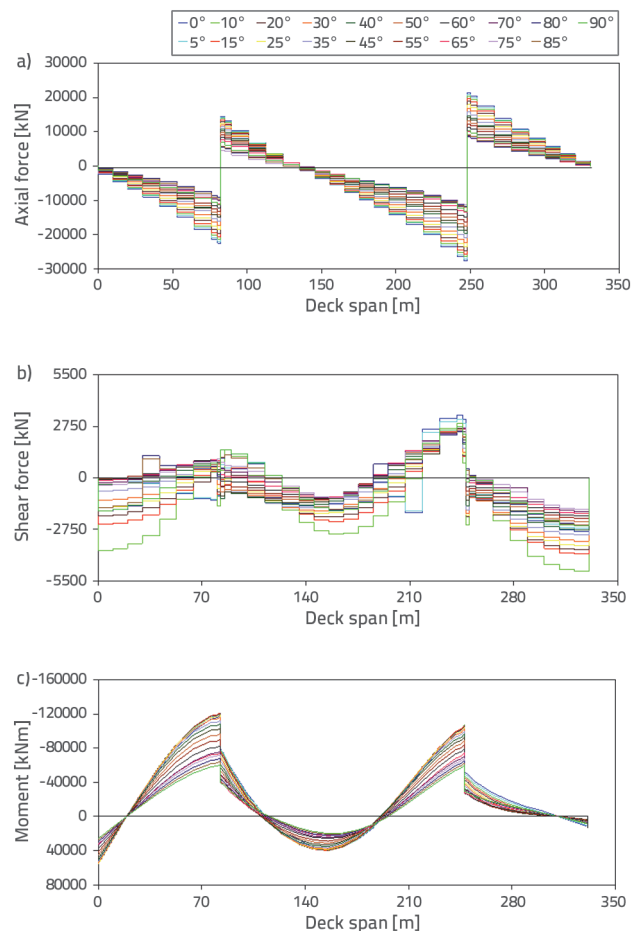 0° 10° 20° 30° 40° 50° 60° 70° 80° 90°
5° 15° 25° 35° 45° 55° 65° 75° 85°
a)
30000
20000
10000
0
-10000
-20000
-30000
Axial force [kN]
0 50 100 150 200 250 300 350
Deck span [m]
b)
5500
2750
0
-2750
-5500
Shear force [kN]
0 70 140 210 280 350
Deck span [m]
c)
-160000
-120000
-80000
-40000
0
40000
80000
Moment [kNm]
0 70 140 210 280 350
Deck span [m]